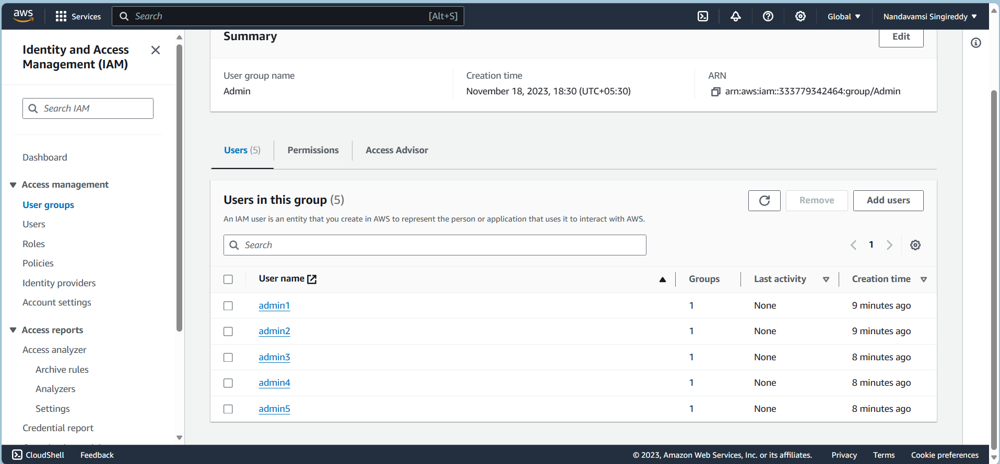 aws
Services
Search
[Alt+S]
Global
Nandavamsi Singireddy
Identity and Access
Management (IAM)
Search IAM
Dashboard
Access management
User groups
Users
Roles
Policies
Identity providers
Account settings
Access reports
Access analyzer
Archive rules
Analyzers
Settings
Credential report
Summary
Edit
User group name
Admin
Creation time
November 18, 2023, 18:30 (UTC+05:30)
ARN
arn:aws:iam::333779342464:group/Admin
Users (5)
Permissions
Access Advisor
Users in this group (5)
Remove
Add users
An IAM user is an entity that you create in AWS to represent the person or application that uses it to interact with AWS.
Search
1
User name Groups Last activity Creation time
admin1 1 None 9 minutes ago
admin2 1 None 9 minutes ago
admin3 1 None 8 minutes ago
admin4 1 None 8 minutes ago
admin5 1 None 8 minutes ago
CloudShell
Feedback
© 2023, Amazon Web Services, Inc. or its affiliates.
Privacy
Terms
Cookie preferences